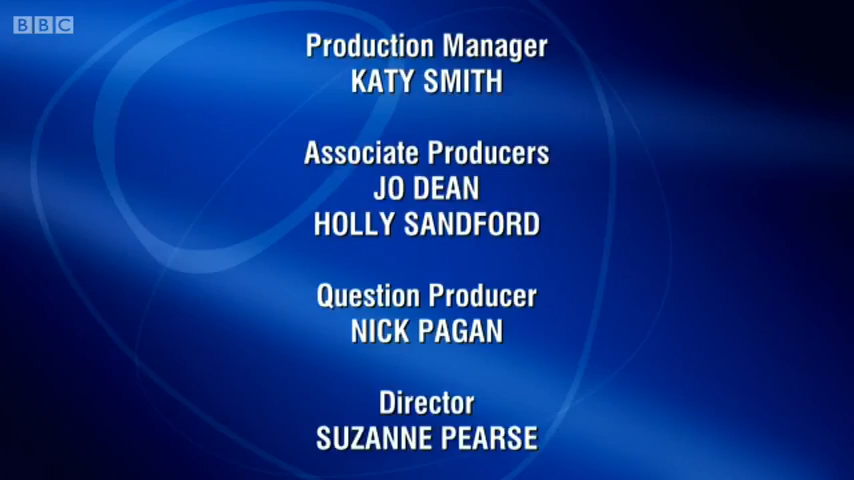 BBC
Production Manager
KATY SMITH
Associate Producers
JO DEAN
HOLLY SANDFORD
Question Producer
NICK PAGAN
Director
SUZANNE PEARSE